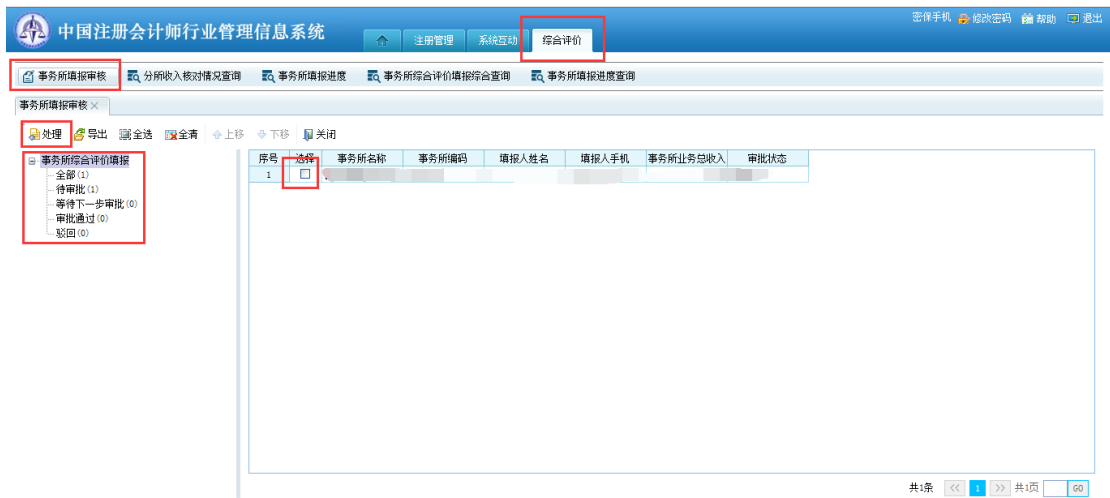 密保手机 修改密码 帮助 退出
中国注册会计师行业管理信息系统
注册管理 系统互动 综合评价
事务所填报审核 分所收入核对情况查询 事务所填报进度 事务所综合评价填报综合查询 事务所填报进度查询
事务所填报审核 ×
处理 导出 全选 全清 上移 下移 关闭
事务所综合评价填报
全部(1)
待审批(1)
等待下一步审批(0)
审批通过(0)
驳回(0)
序号 选择 事务所名称 事务所编码 填报人姓名 填报人手机 事务所业务总收入 审批状态
1
共1条 << 1 >> 共1页 GO